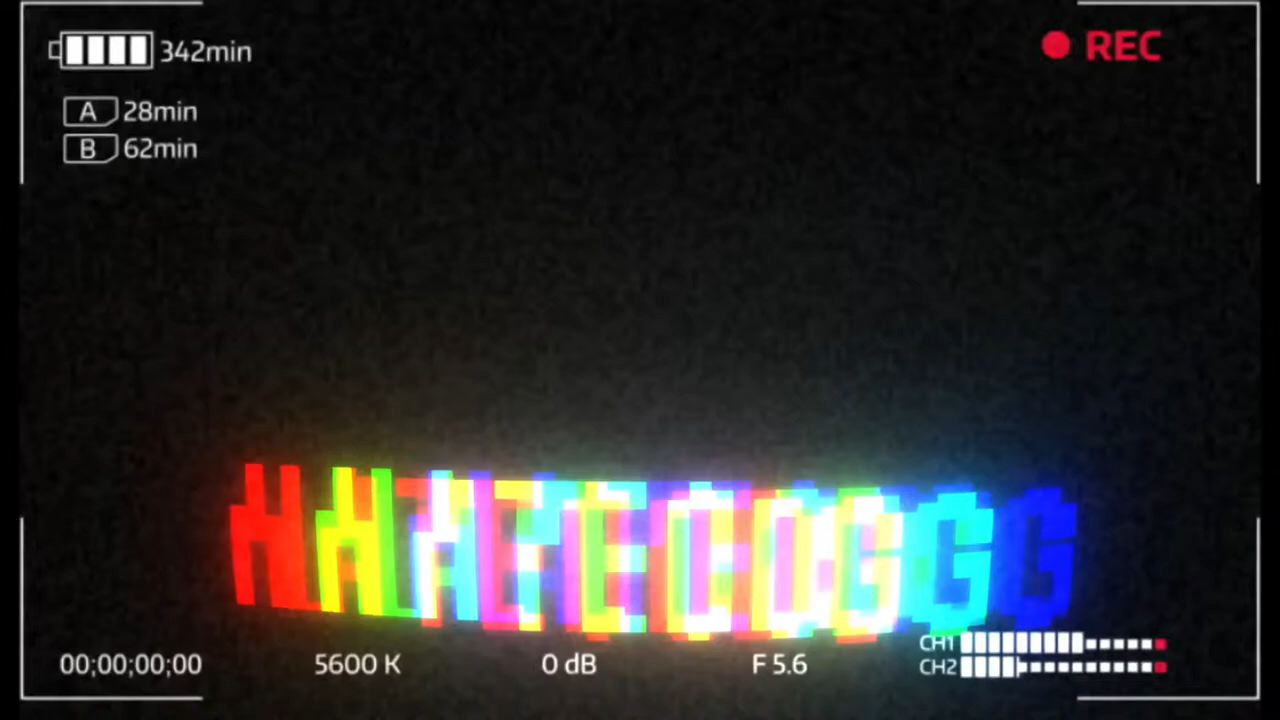 342min
REC
A 28min
B 62min
00;00;00;00
5600 K
0 dB
F 5.6
CH1
CH2